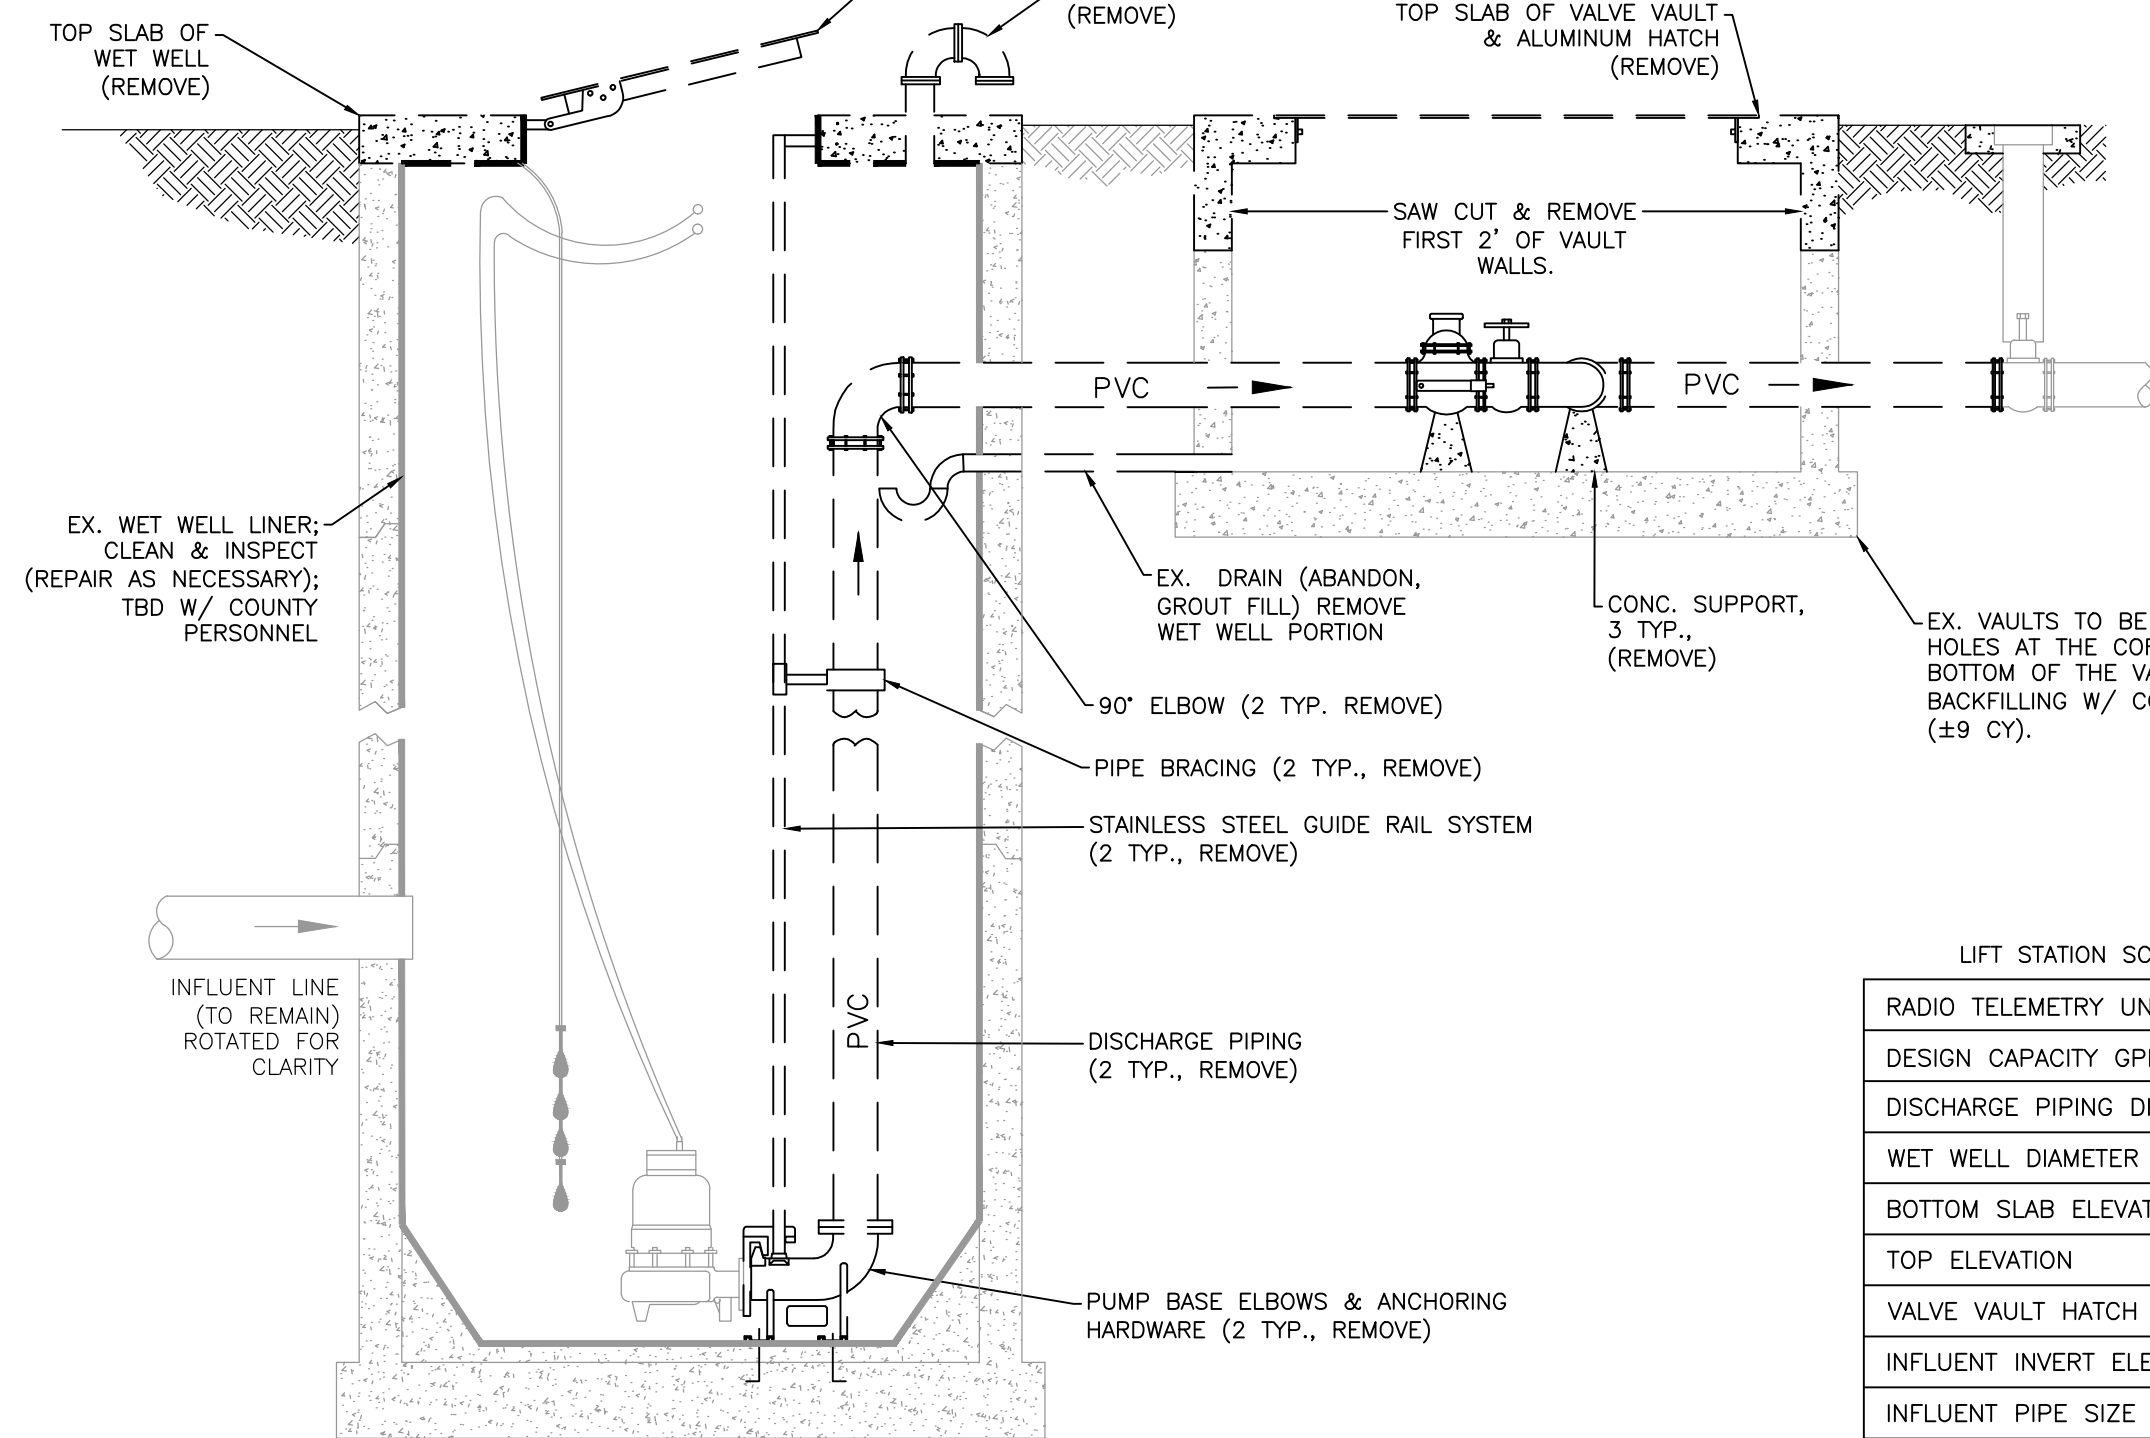 (REMOVE)
TOP SLAB OF
WET WELL
(REMOVE)
TOP SLAB OF VALVE VAULT
& ALUMINUM HATCH
(REMOVE)
SAW CUT & REMOVE
FIRST 2' OF VAULT
WALLS.
PVC
PVC
EX. WET WELL LINER;
CLEAN & INSPECT
(REPAIR AS NECESSARY);
TBD W/ COUNTY
PERSONNEL
EX. DRAIN (ABANDON,
GROUT FILL) REMOVE
WET WELL PORTION
CONC. SUPPORT,
3 TYP.,
(REMOVE)
EX. VAULTS TO BE
HOLES AT THE
BOTTOM OF THE
BACKFILLING W/
(±9 CY).
90° ELBOW (2 TYP. REMOVE)
PIPE BRACING (2 TYP., REMOVE)
STAINLESS STEEL GUIDE RAIL SYSTEM
(2 TYP., REMOVE)
INFLUENT LINE
(TO REMAIN)
ROTATED FOR
CLARITY
PVC
DISCHARGE PIPING
(2 TYP., REMOVE)
PUMP BASE ELBOWS & ANCHORING
HARDWARE (2 TYP., REMOVE)
LIFT STATION
RADIO TELEMETRY
DESIGN CAPACITY
DISCHARGE PIPING
WET WELL DIAMETER
BOTTOM SLAB
TOP ELEVATION
VALVE VAULT HATCH
INFLUENT INVERT
INFLUENT PIPE SIZE